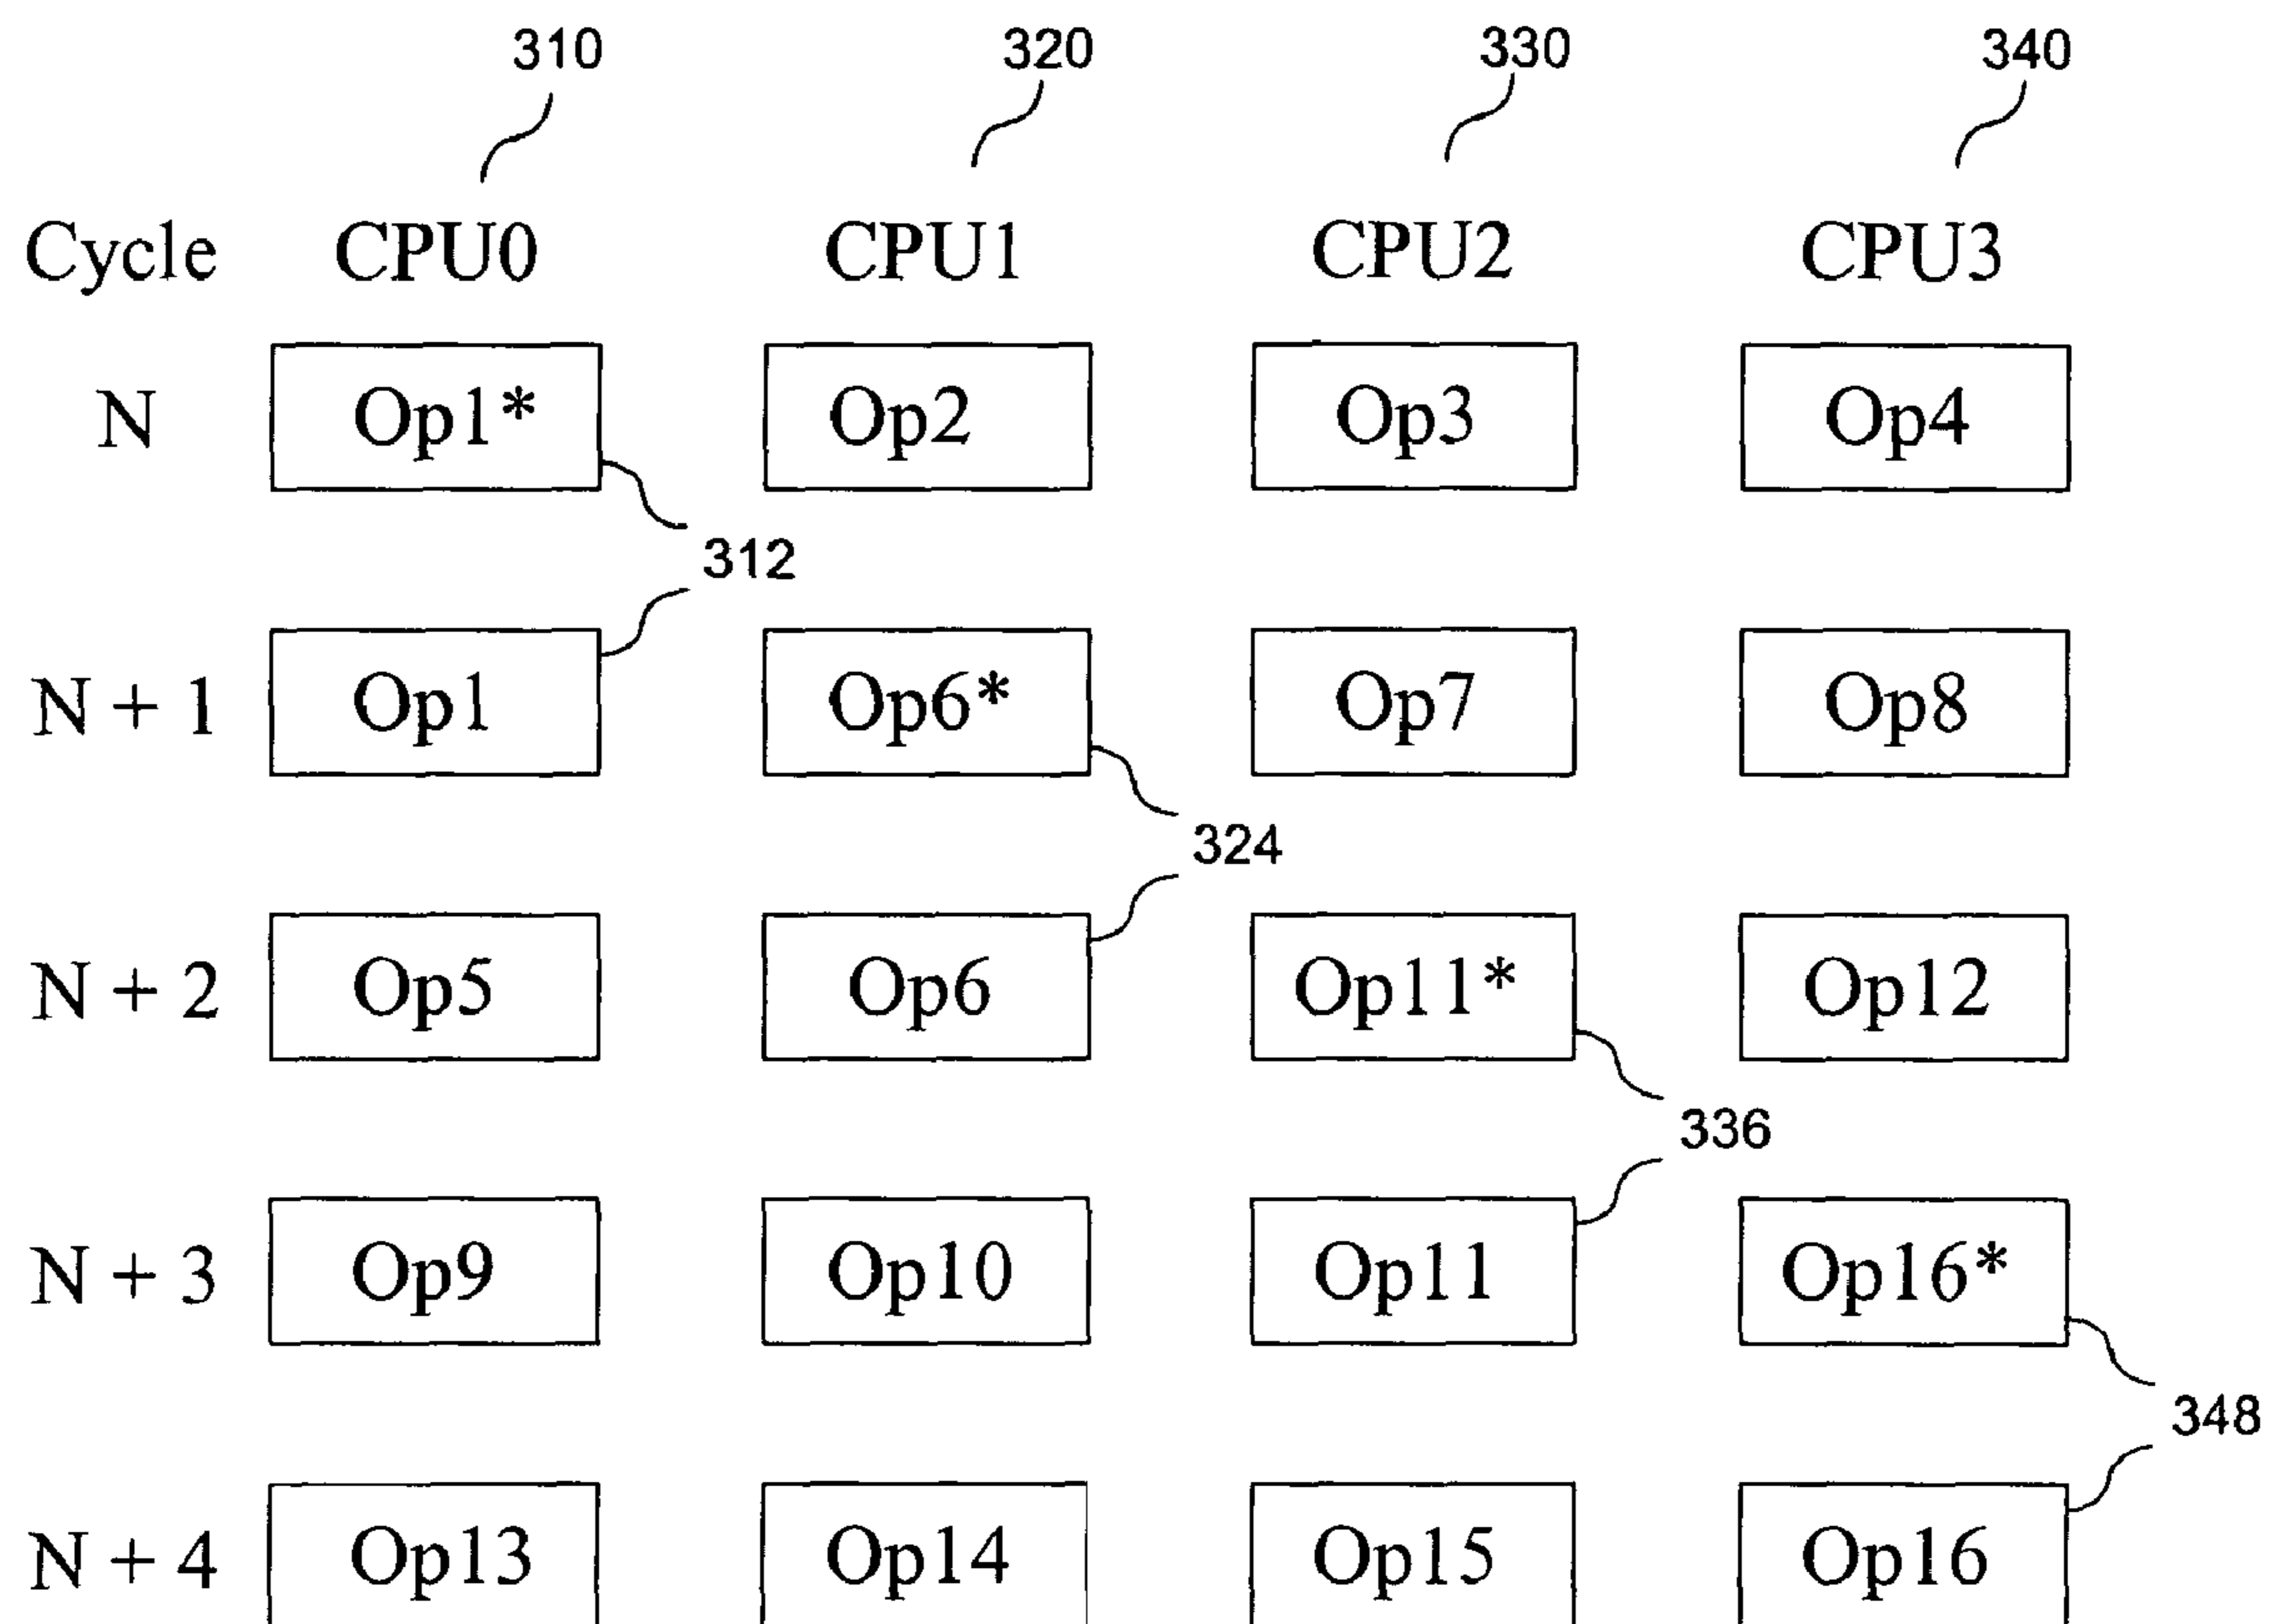 310 320 330 340
Cycle CPU0 CPU1 CPU2 CPU3
N Op1* Op2 Op3 Op4
312
N + 1 Op1 Op6* Op7 Op8
324
N + 2 Op5 Op6 Op11* Op12
336
N + 3 Op9 Op10 Op11 Op16*
348
N + 4 Op13 Op14 Op15 Op16